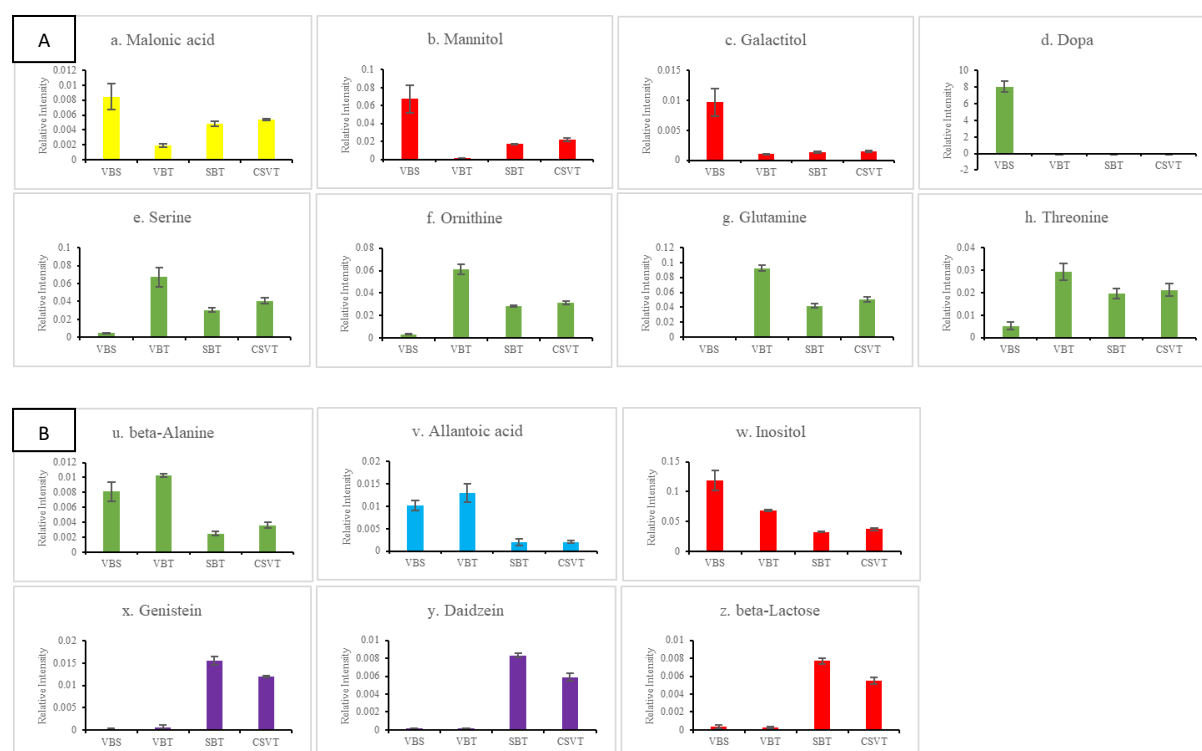 A
a. Malonic acid
Relative Intensity
0.012
0.01
0.008
0.006
0.004
0.002
0
VBS VBT SBT CSVT
b. Mannitol
Relative Intensity
0.1
0.08
0.06
0.04
0.02
0
VBS VBT SBT CSVT
c. Galactitol
Relative Intensity
0.015
0.01
0.005
0
VBS VBT SBT CSVT
d. Dopa
Relative Intensity
10
8
6
4
2
0
-2
VBS VBT SBT CSVT
e. Serine
Relative Intensity
0.1
0.08
0.06
0.04
0.02
0
VBS VBT SBT CSVT
f. Ornithine
Relative Intensity
0.08
0.06
0.04
0.02
0
VBS VBT SBT CSVT
g. Glutamine
Relative Intensity
0.12
0.1
0.08
0.06
0.04
0.02
0
VBS VBT SBT CSVT
h. Threonine
Relative Intensity
0.04
0.03
0.02
0.01
0
VBS VBT SBT CSVT
B
u. beta-Alanine
Relative Intensity
0.012
0.01
0.008
0.006
0.004
0.002
0
VBS VBT SBT CSVT
v. Allantoic acid
Relative Intensity
0.02
0.015
0.01
0.005
0
VBS VBT SBT CSVT
w. Inositol
Relative Intensity
0.15
0.1
0.05
0
VBS VBT SBT CSVT
x. Genistein
Relative Intensity
0.02
0.015
0.01
0.005
0
VBS VBT SBT CSVT
y. Daidzein
Relative Intensity
0.01
0.008
0.006
0.004
0.002
0
VBS VBT SBT CSVT
z. beta-Lactose
Relative Intensity
0.01
0.008
0.006
0.004
0.002
0
VBS VBT SBT CSVT